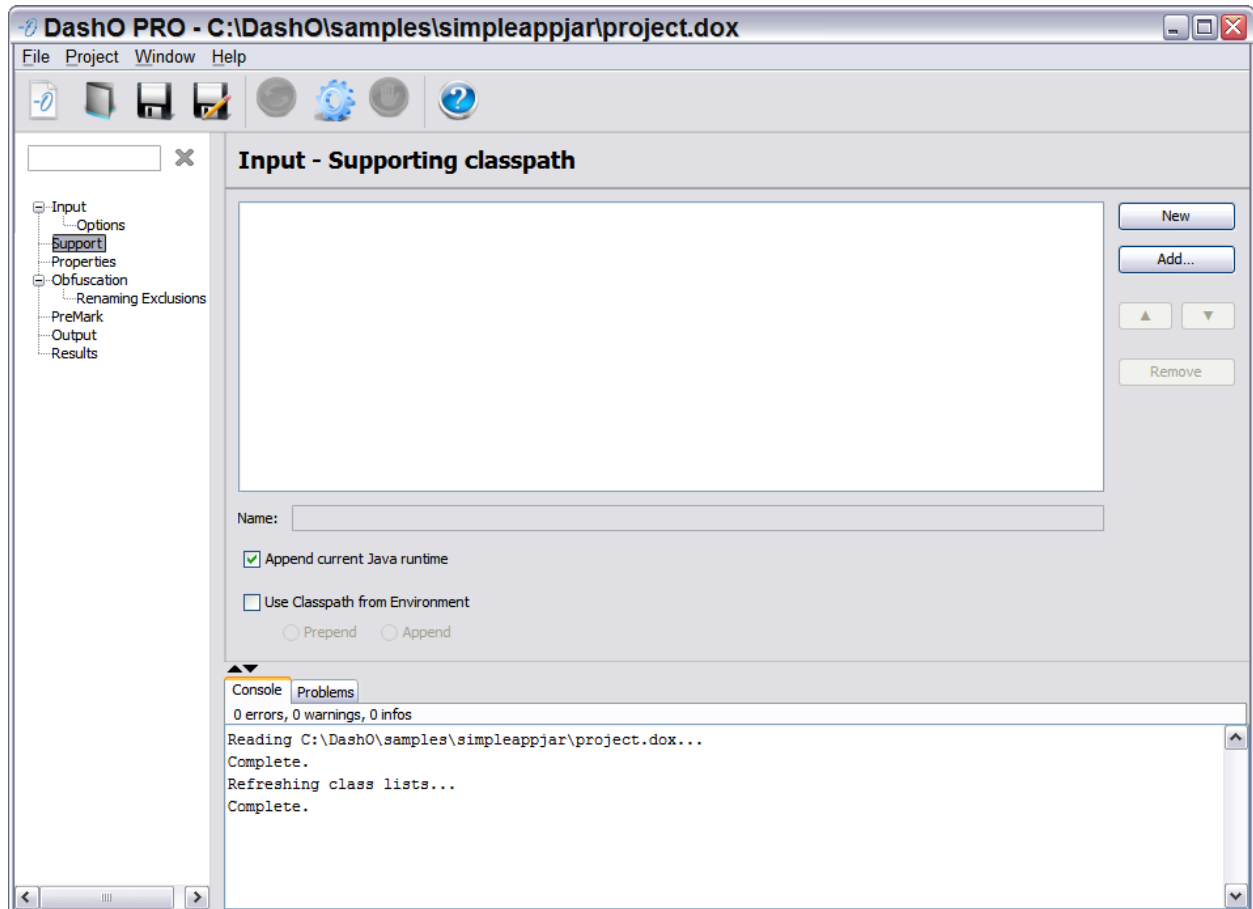 DashO PRO - C:\DashO\samples\simpleappjar\project.dox
File Project Window Help
Input - Supporting classpath
Input
Options
Support
Properties
Obfuscation
Renaming Exclusions
PreMark
Output
Results
New
Add...
Remove
Name:
Append current Java runtime
Use Classpath from Environment
Prepend Append
Console Problems
0 errors, 0 warnings, 0 infos
Reading C:\DashO\samples\simpleappjar\project.dox...
Complete.
Refreshing class lists...
Complete.